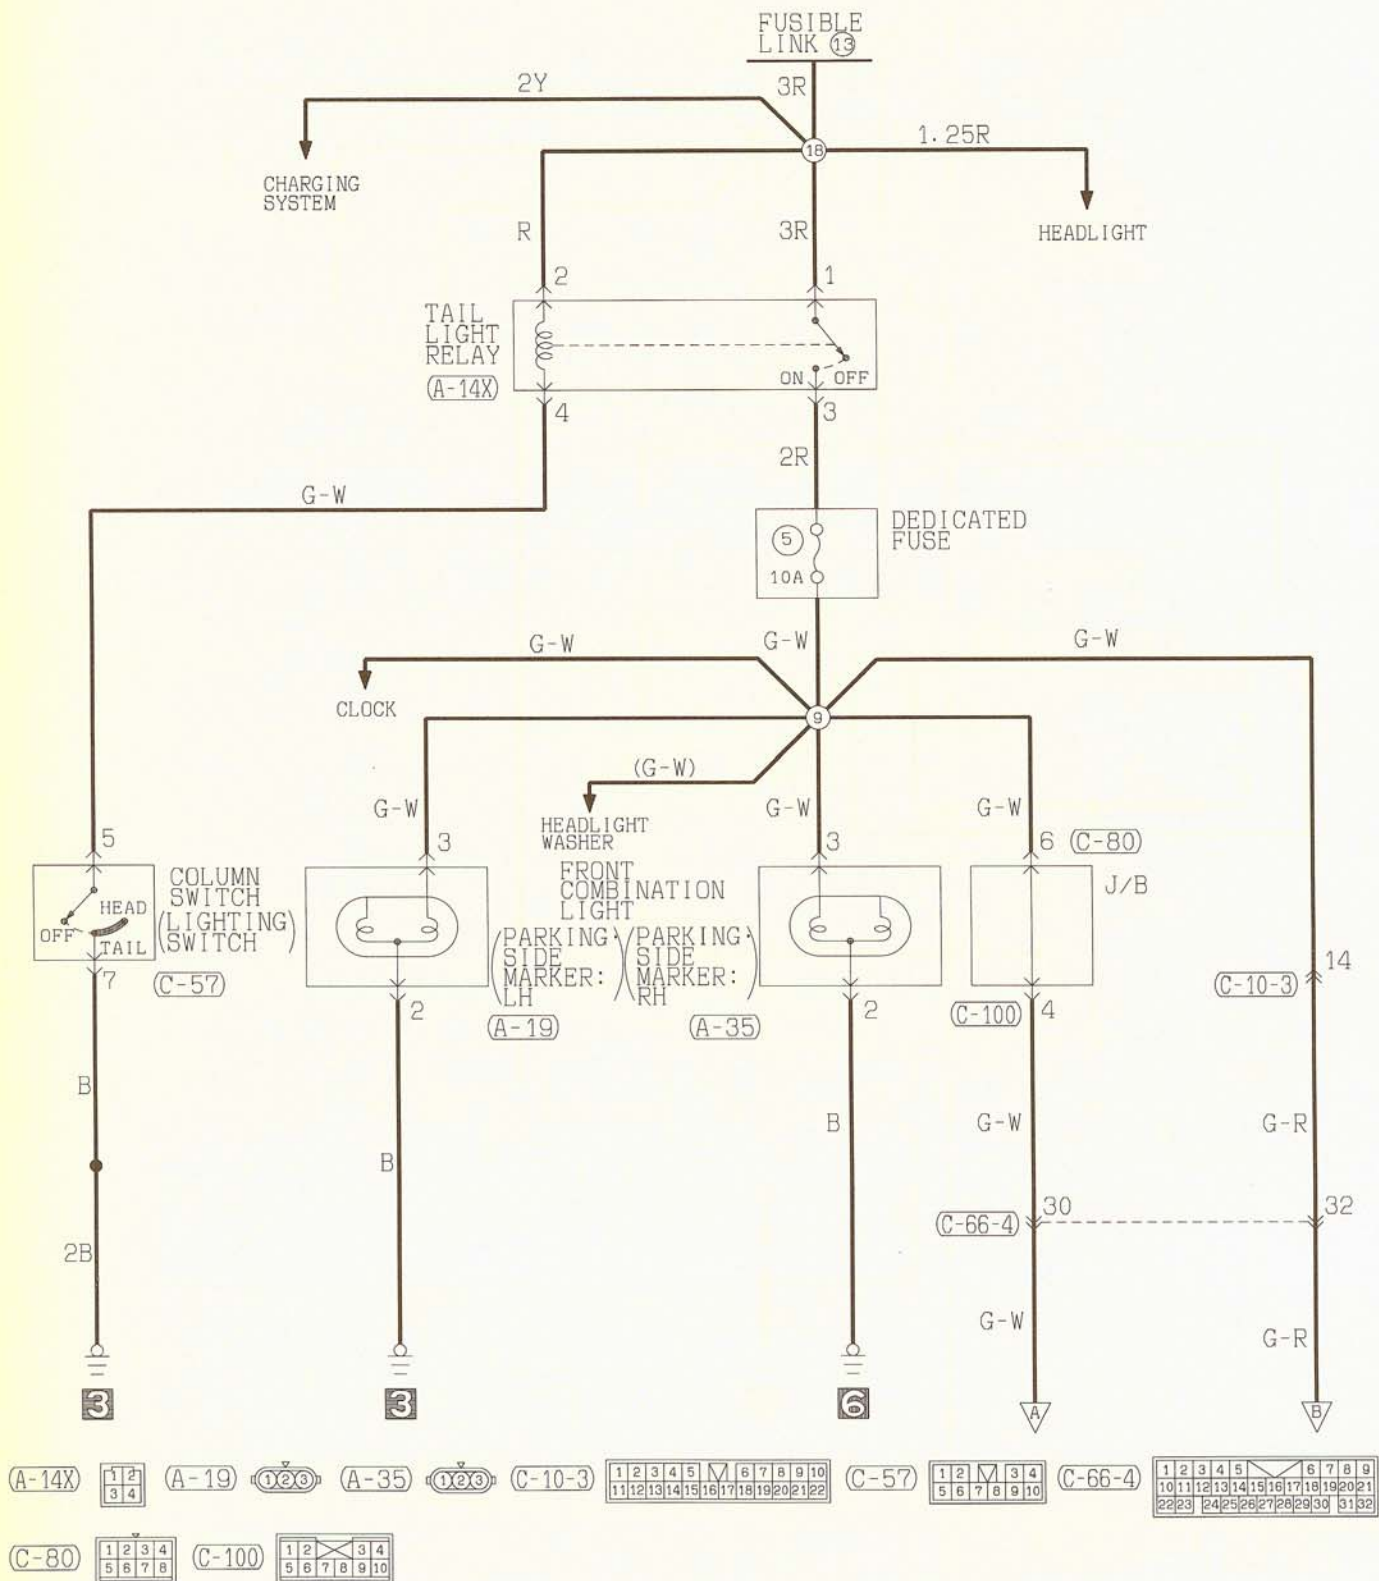 FUSIBLE
LINK 13
2Y
3R
1.25R
18
CHARGING
SYSTEM
R
3R
HEADLIGHT
2
1
TAIL
LIGHT
RELAY
(A-14X)
ON
OFF
4
3
2R
G-W
DEDICATED
FUSE
5
10A
G-W
G-W
G-W
CLOCK
9
(G-W)
G-W
G-W
G-W
HEADLIGHT
WASHER
5
3
3
6
(C-80)
COLUMN
SWITCH
(LIGHTING)
SWITCH
HEAD
OFF
TAIL
FRONT
COMBINATION
LIGHT
J/B
(PARKING·
SIDE
MARKER:
LH)
(PARKING·
SIDE
MARKER:
RH)
14
(C-10-3)
7
(C-57)
2
(A-19)
(A-35)
2
(C-100)
4
B
B
B
G-W
G-R
30
32
(C-66-4)
2B
G-W
G-R
3
3
6
A
B
(A-14X)
1 2
3 4
(A-19)
1 2 3
(A-35)
1 2 3
(C-10-3)
1 2 3 4 5 6 7 8 9 10
11 12 13 14 15 16 17 18 19 20 21 22
(C-57)
1 2 3 4
5 6 7 8 9 10
(C-66-4)
1 2 3 4 5 6 7 8 9
10 11 12 13 14 15 16 17 18 19 20 21
22 23 24 25 26 27 28 29 30 31 32
(C-80)
1 2 3 4
5 6 7 8
(C-100)
1 2 3 4
5 6 7 8 9 10